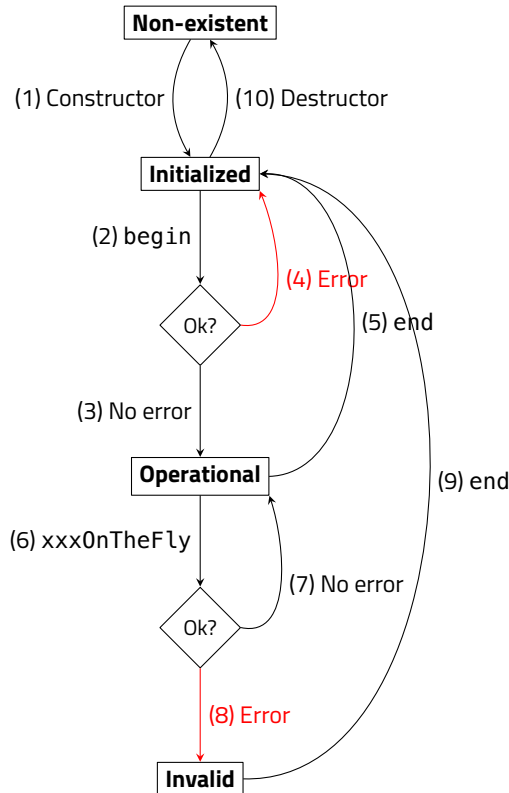 Non-existent
(1) Constructor
(10) Destructor
Initialized
(2) begin
(4) Error
Ok?
(5) end
(3) No error
Operational
(9) end
(6) xxxOnTheFly
(7) No error
Ok?
(8) Error
Invalid